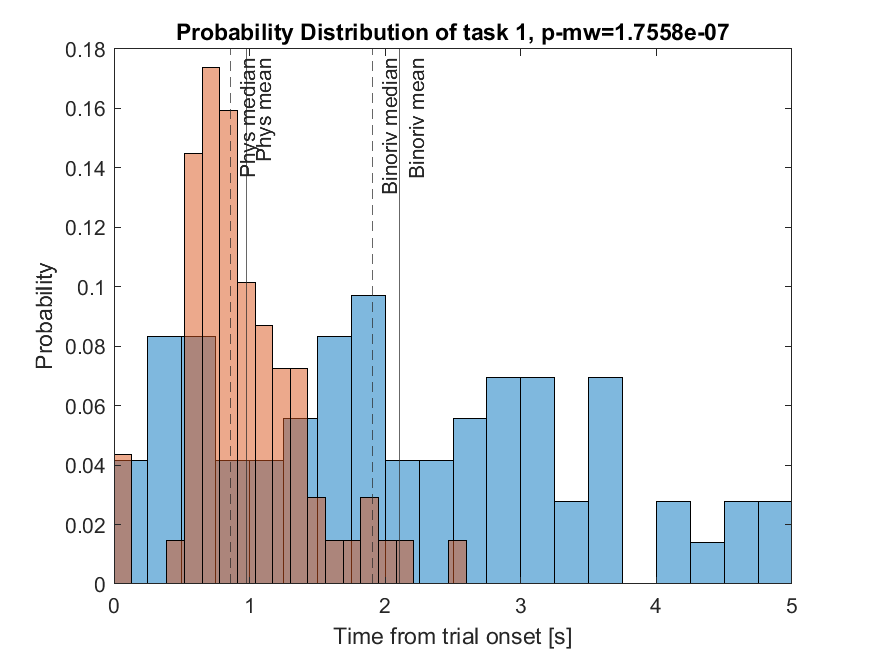 Probability Distribution of task 1, p-mw=1.7558e-07
0.18
0.16
0.14
0.12
0.1
0.08
0.06
0.04
0.02
0
Probability
Phys median
Phys mean
Binoriv median
Binoriv mean
0 1 2 3 4 5
Time from trial onset [s]